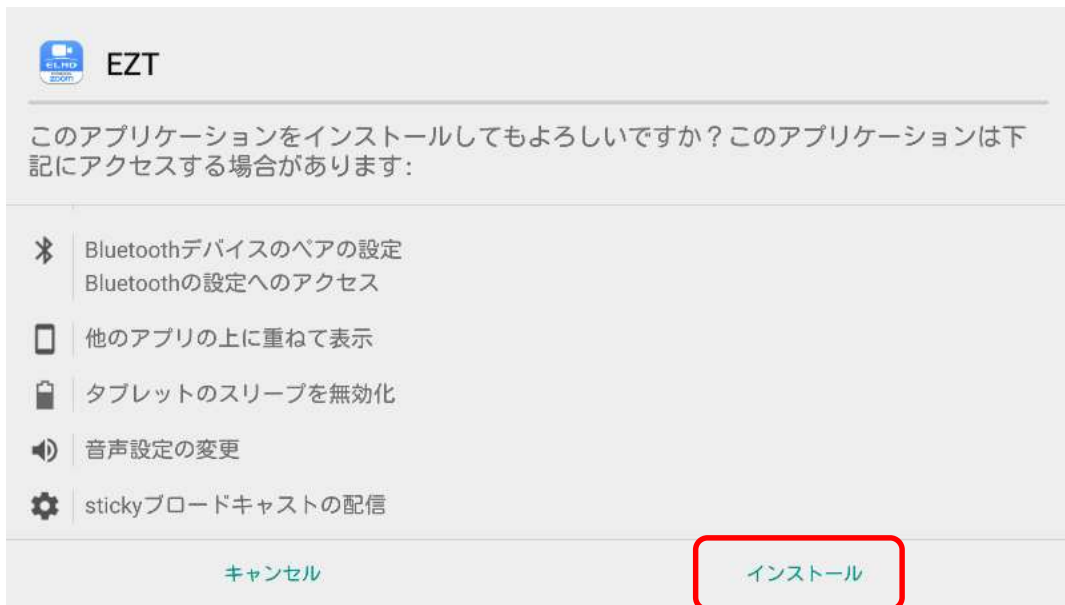 ELMO
zoom
EZT
このアプリケーションをインストールしてもよろしいですか？このアプリケーションは下
記にアクセスする場合があります:
Bluetoothデバイスのペアの設定
Bluetoothの設定へのアクセス
他のアプリの上に重ねて表示
タブレットのスリープを無効化
音声設定の変更
stickyブロードキャストの配信
キャンセル
インストール